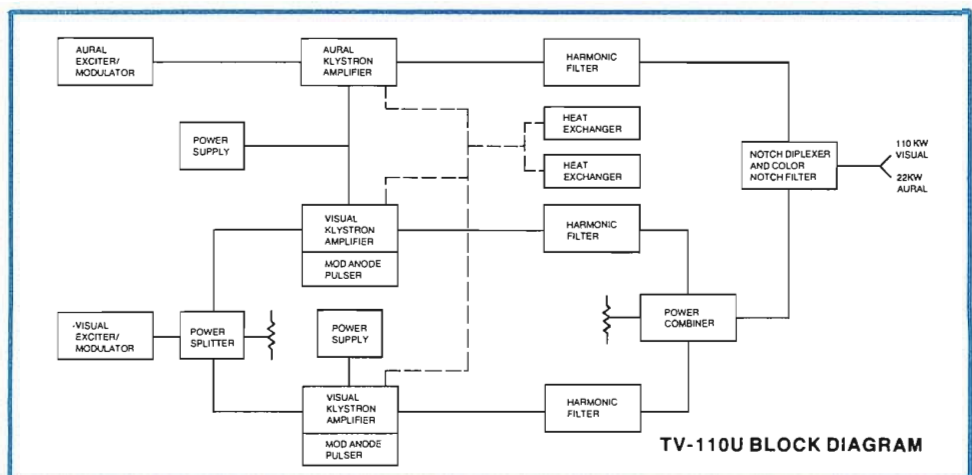 AURAL
EXCITER/
MODULATOR
AURAL
KLYSTRON
AMPLIFIER
HARMONIC
FILTER
POWER
SUPPLY
HEAT
EXCHANGER
HEAT
EXCHANGER
NOTCH DIPLEXER
AND COLOR
NOTCH FILTER
110 KW
VISUAL
22KW
AURAL
VISUAL
KLYSTRON
AMPLIFIER
MOD ANODE
PULSER
HARMONIC
FILTER
-VISUAL
EXCITER/
MODULATOR
POWER
SPLITTER
POWER
SUPPLY
POWER
COMBINER
VISUAL
KLYSTRON
AMPLIFIER
MOD ANODE
PULSER
HARMONIC
FILTER
TV-110U BLOCK DIAGRAM